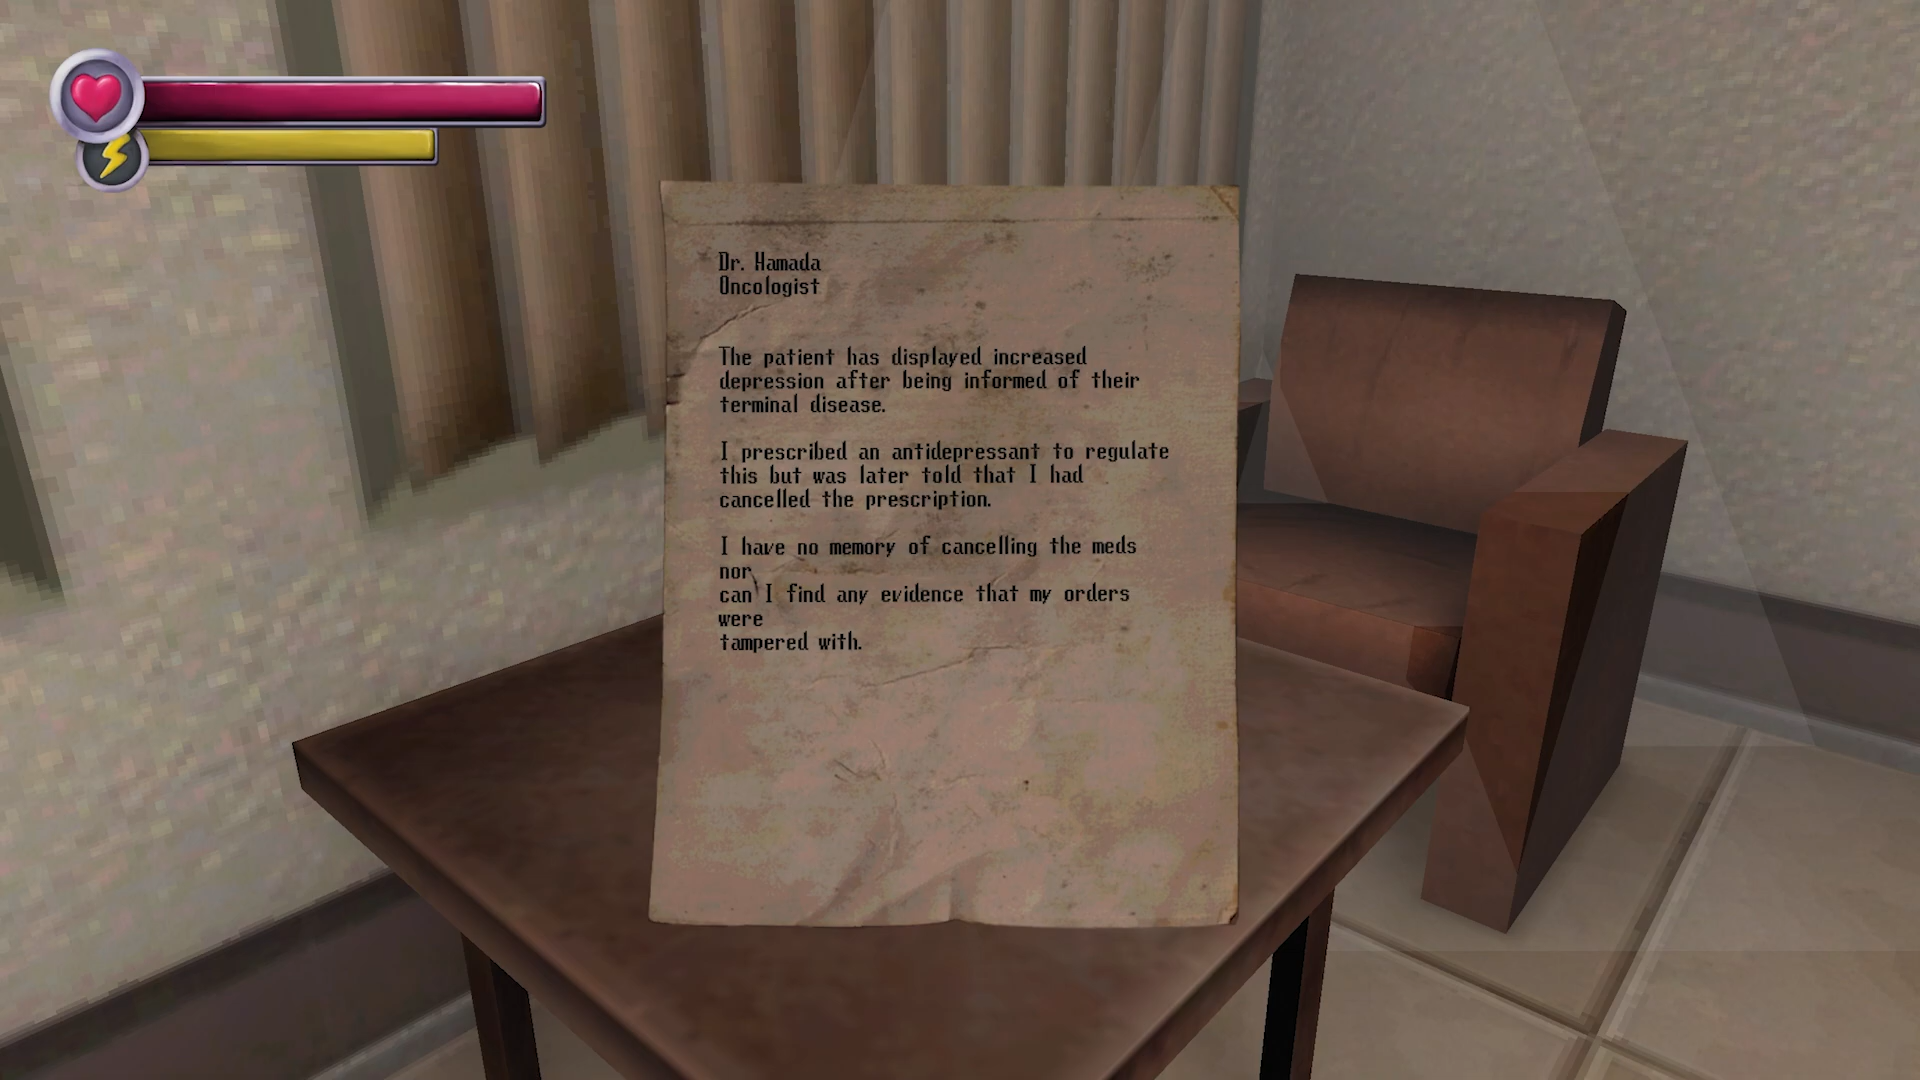 Dr. Hamada
Oncologist
The patient has displayed increased
depression after being informed of their
terminal disease.
I prescribed an antidepressant to regulate
this but was later told that I had
cancelled the prescription.
I have no memory of cancelling the meds
nor
can I find any evidence that my orders
were
tampered with.